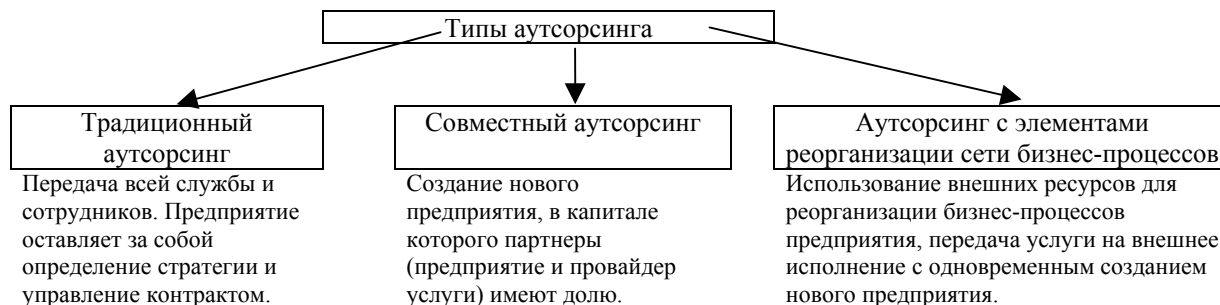 Типы аутсорсинга
Традиционный
аутсорсинг
Передача всей службы и
сотрудников. Предприятие
оставляет за собой
определение стратегии и
управление контрактом.
Совместный аутсорсинг
Создание нового
предприятия, в капитале
которого партнеры
(предприятие и провайдер
услуги) имеют долю.
Аутсорсинг с элементами
реорганизации сети бизнес-процессов
Использование внешних ресурсов для
реорганизации бизнес-процессов
предприятия, передача услуги на внешнее
исполнение с одновременным созданием
нового предприятия.